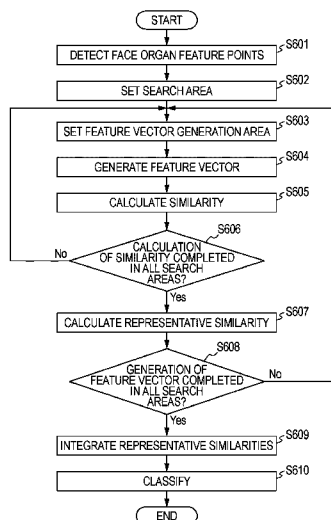 START
S601
DETECT FACE ORGAN FEATURE POINTS
S602
SET SEARCH AREA
S603
SET FEATURE VECTOR GENERATION AREA
S604
GENERATE FEATURE VECTOR
S605
CALCULATE SIMILARITY
S606
CALCULATION
OF SIMILARITY COMPLETED
IN ALL SEARCH
AREAS?
No
Yes
S607
CALCULATE REPRESENTATIVE SIMILARITY
S608
GENERATION OF
FEATURE VECTOR COMPLETED
IN ALL SEARCH
AREAS?
No
Yes
S609
INTEGRATE REPRESENTATIVE SIMILARITIES
S610
CLASSIFY
END